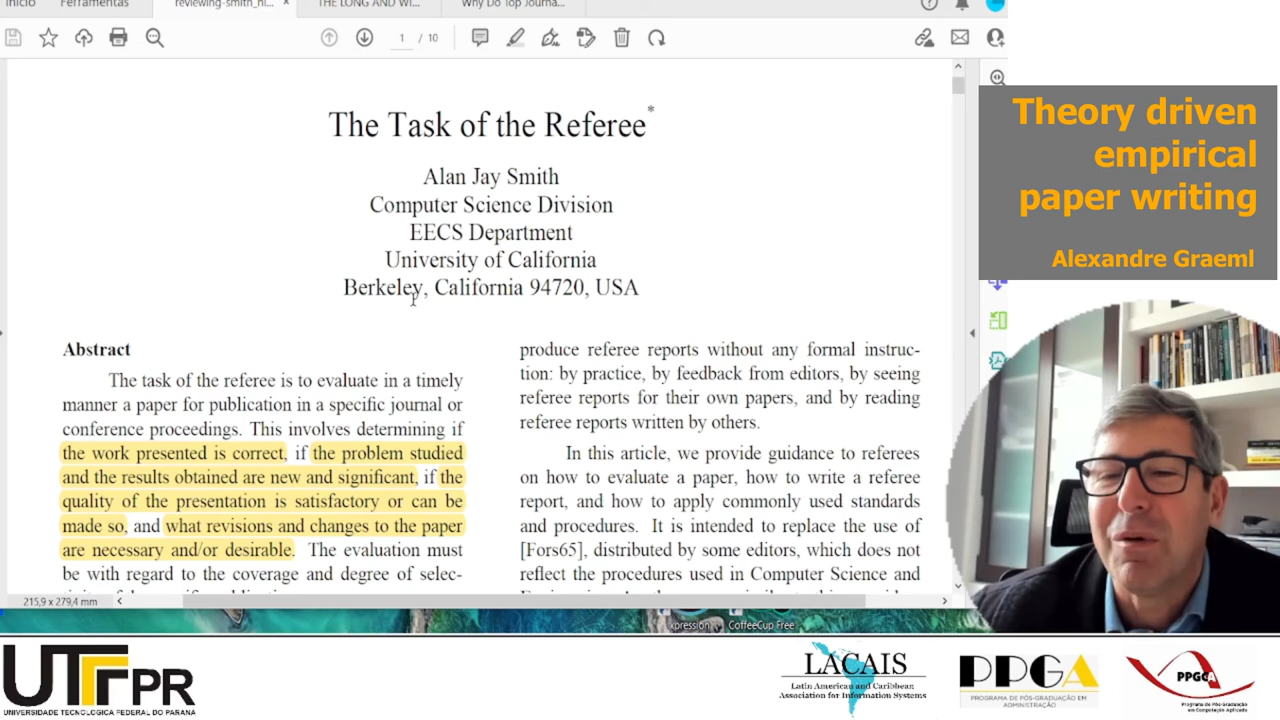 Início
Ferramentas
reviewing-smith_hi...
×
THE LONG AND WI...
Why Do Top Journa...
1 / 10
The Task of the Referee*
Alan Jay Smith
Computer Science Division
EECS Department
University of California
Berkeley, California 94720, USA
Abstract
The task of the referee is to evaluate in a timely
manner a paper for publication in a specific journal or
conference proceedings. This involves determining if
the work presented is correct, if the problem studied
and the results obtained are new and significant, if the
quality of the presentation is satisfactory or can be
made so, and what revisions and changes to the paper
are necessary and/or desirable. The evaluation must
be with regard to the coverage and degree of selec-
produce referee reports without any formal instruc-
tion: by practice, by feedback from editors, by seeing
referee reports for their own papers, and by reading
referee reports written by others.
In this article, we provide guidance to referees
on how to evaluate a paper, how to write a referee
report, and how to apply commonly used standards
and procedures. It is intended to replace the use of
[Fors65], distributed by some editors, which does not
reflect the procedures used in Computer Science and
215,9 x 279,4 mm
xpression
CoffeeCup Free
Theory driven
empirical
paper writing
Alexandre Graeml
UTFPR
UNIVERSIDADE TECNOLÓGICA FEDERAL DO PARANÁ
LACAIS
Latin American and Caribbean
Association for Information Systems
PPGA
PROGRAMA DE PÓS-GRADUAÇÃO EM
ADMINISTRAÇÃO
PPGCA
Programa de Pós-Graduação
em Computação Aplicada